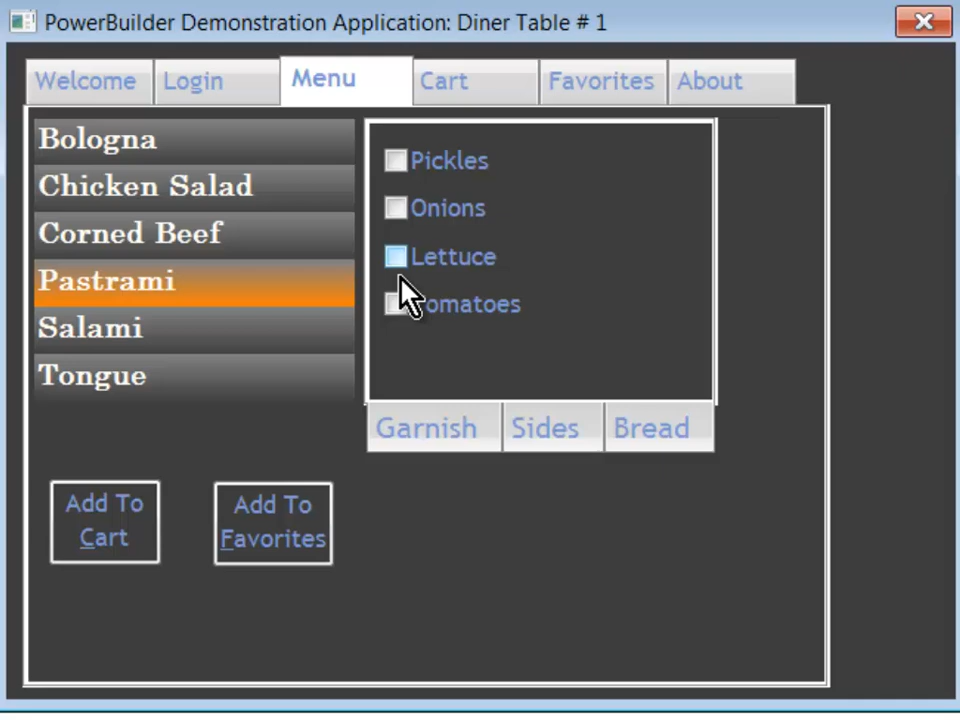 PowerBuilder Demonstration Application: Diner Table # 1
Welcome
Login
Menu
Cart
Favorites
About
Bologna
Chicken Salad
Corned Beef
Pastrami
Salami
Tongue
Pickles
Onions
Lettuce
omatoes
Garnish
Sides
Bread
Add To
Cart
Add To
Favorites